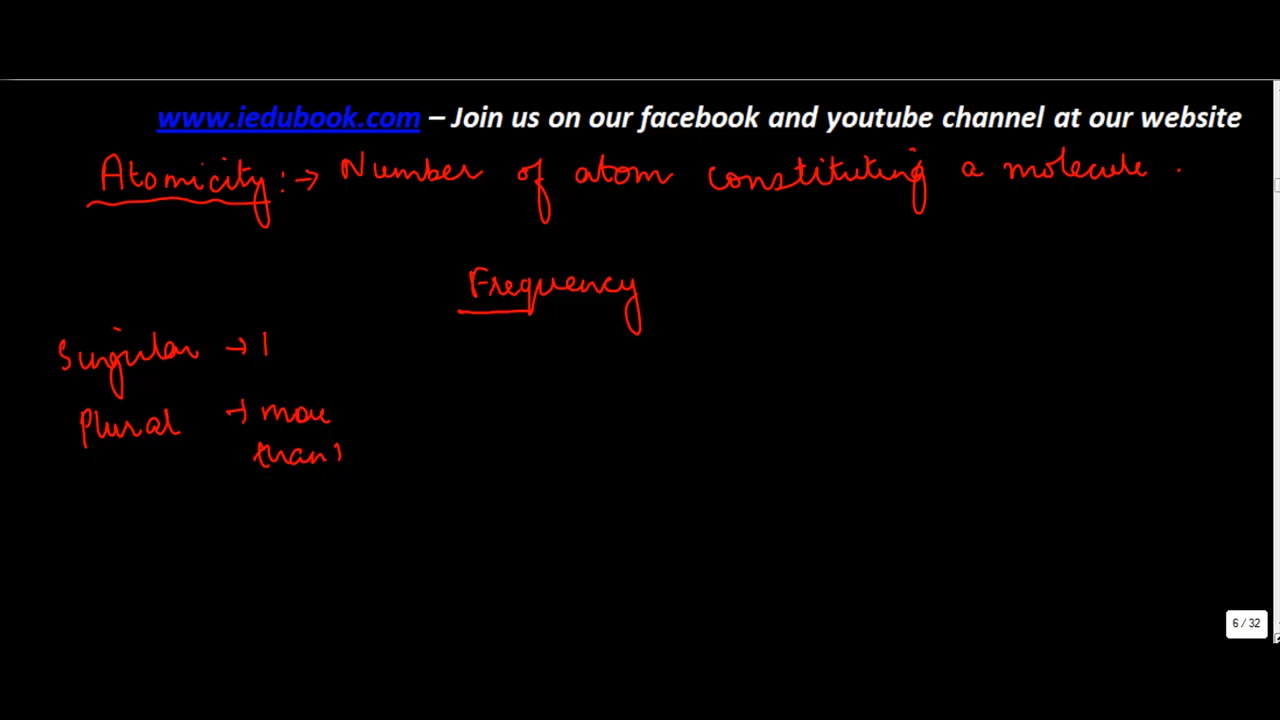 www.iedubook.com – Join us on our facebook and youtube channel at our website
Atomicity :→ Number of atom constituting a molecule .
Frequency
Singular → 1
Plural → more
than 1
6 / 32